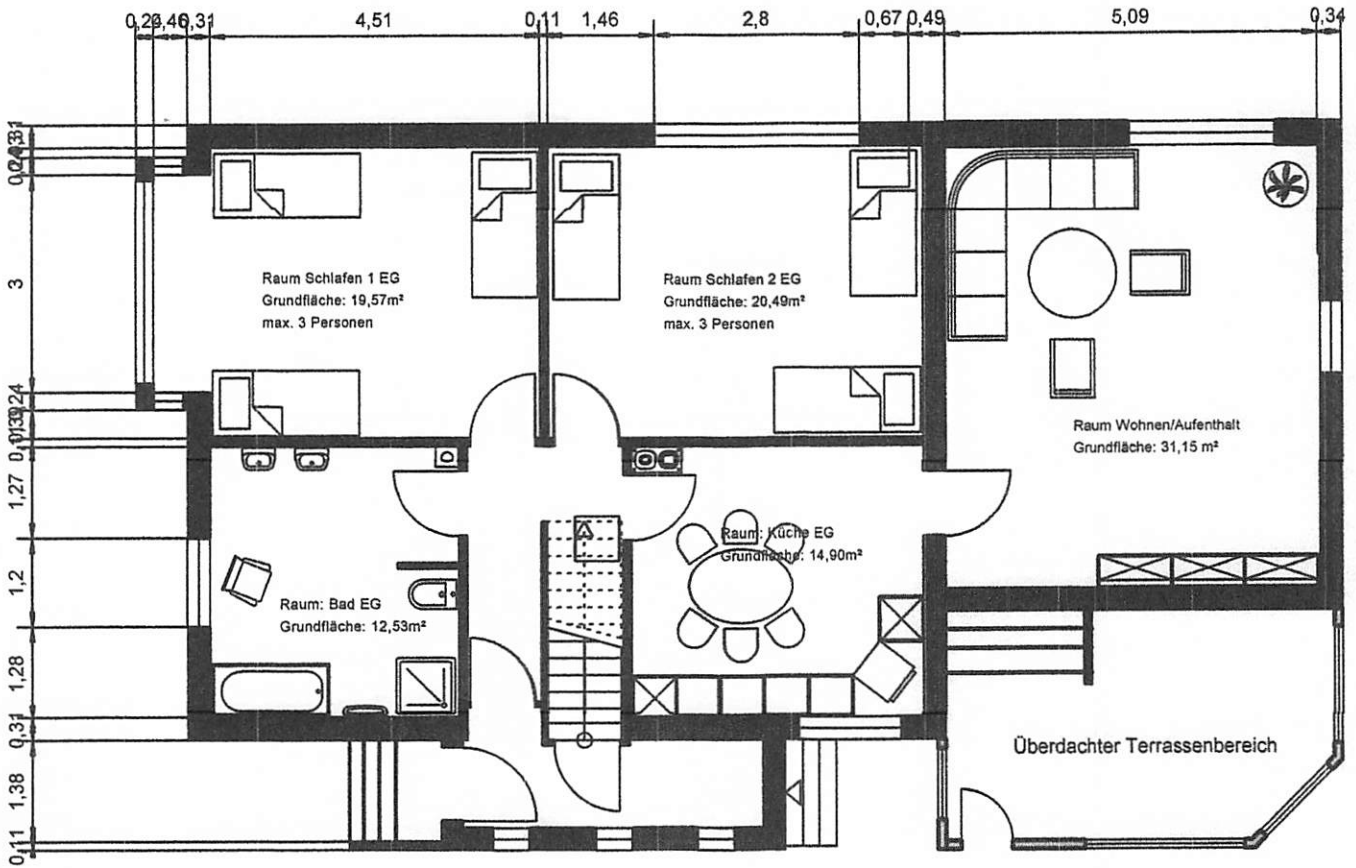 4,51
0,11
1,46
2,8
0,67
0,49
5,09
0,34
3
1,27
1,2
1,28
0,31
1,38
0,11
Raum Schlafen 1 EG
Grundfläche: 19,57m²
max. 3 Personen
Raum Schlafen 2 EG
Grundfläche: 20,49m²
max. 3 Personen
Raum Wohnen/Aufenthalt
Grundfläche: 31,15 m²
Raum: Küche EG
Grundfläche: 14,90m²
Raum: Bad EG
Grundfläche: 12,53m²
Überdachter Terrassenbereich